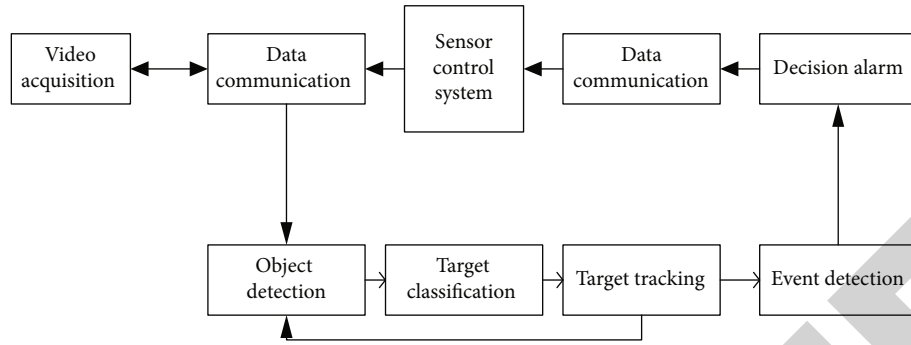 Video
acquisition
Data
communication
Sensor
control
system
Data
communication
Decision alarm
Object
detection
Target
classification
Target tracking
Event detection